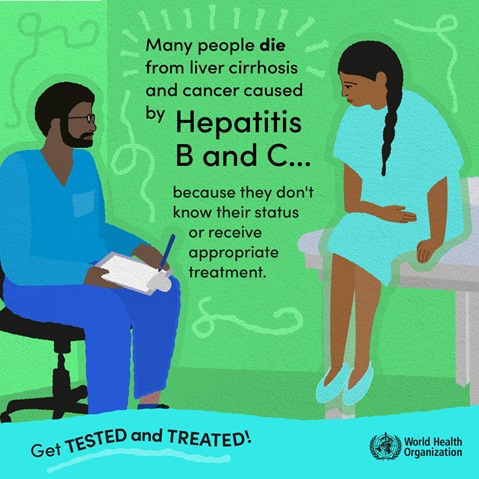 Many people die
from liver cirrhosis
and cancer caused
by Hepatitis
B and C...
because they don't
know their status
or receive
appropriate
treatment.
Get TESTED and TREATED!
World Health
Organization